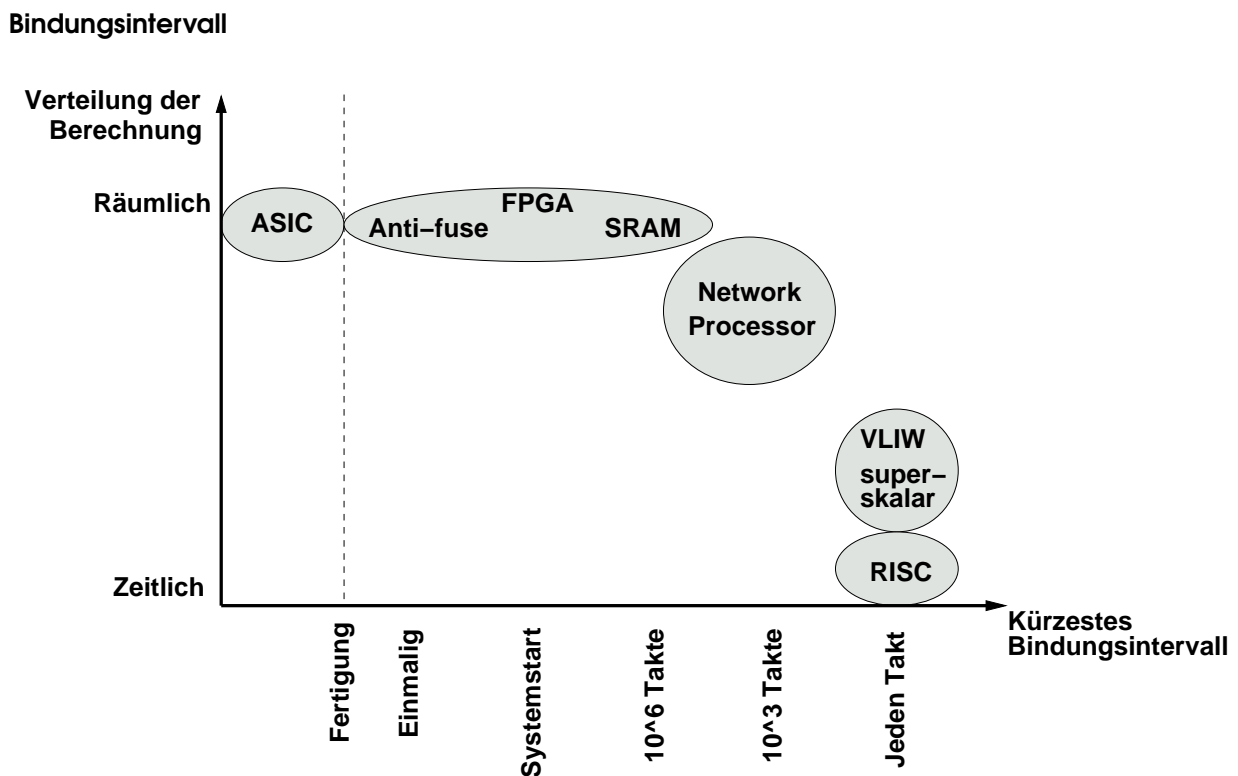 Bindungsintervall
Verteilung der
Berechnung
Räumlich
ASIC
FPGA
Anti–fuse
SRAM
Network
Processor
VLIW
super–
skalar
RISC
Zeitlich
Kürzestes
Bindungsintervall
Fertigung
Einmalig
Systemstart
10^6 Takte
10^3 Takte
Jeden Takt